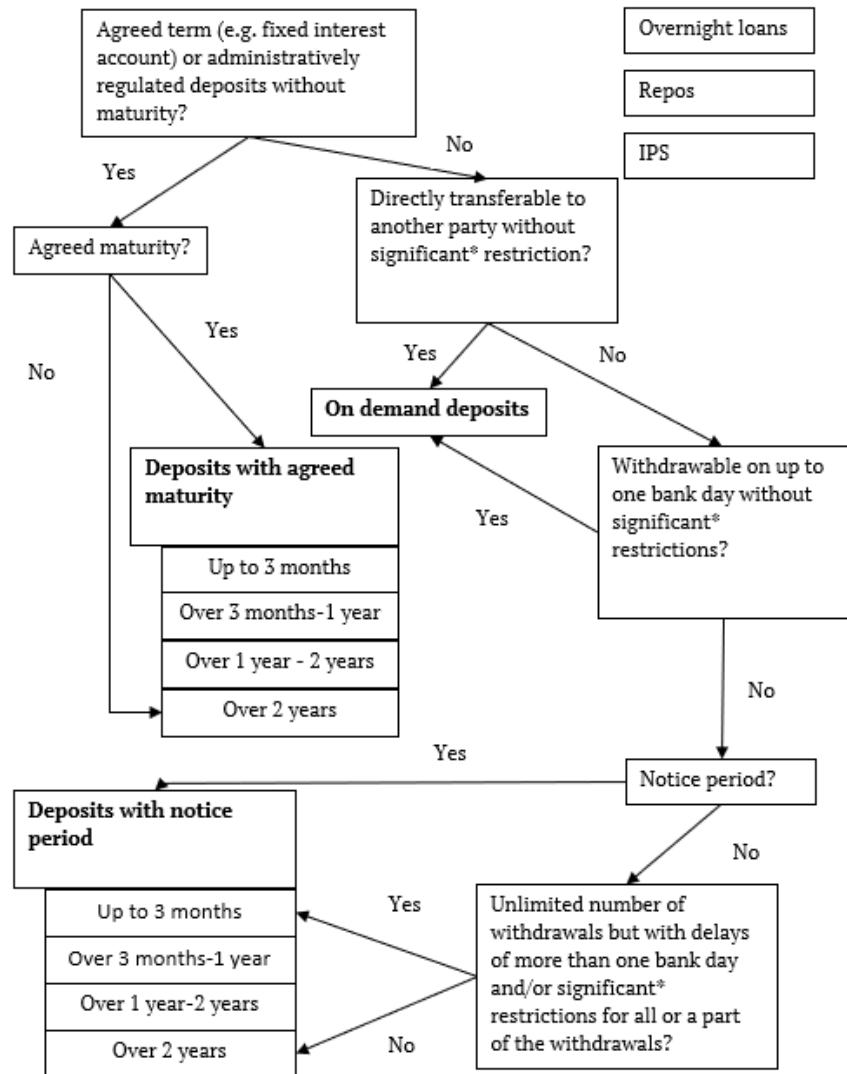 Agreed term (e.g. fixed interest
account) or administratively
regulated deposits without
maturity?
Overnight loans
Repos
IPS
Yes
No
Agreed maturity?
Directly transferable to
another party without
significant* restriction?
No
Yes
Yes
No
On demand deposits
Deposits with agreed
maturity
Up to 3 months
Over 3 months-1 year
Over 1 year - 2 years
Over 2 years
Yes
Withdrawable on up to
one bank day without
significant*
restrictions?
No
Yes
Notice period?
Deposits with notice
period
Up to 3 months
Over 3 months-1 year
Over 1 year-2 years
Over 2 years
No
Yes
No
Unlimited number of
withdrawals but with delays
of more than one bank day
and/or significant*
restrictions for all or a part
of the withdrawals?